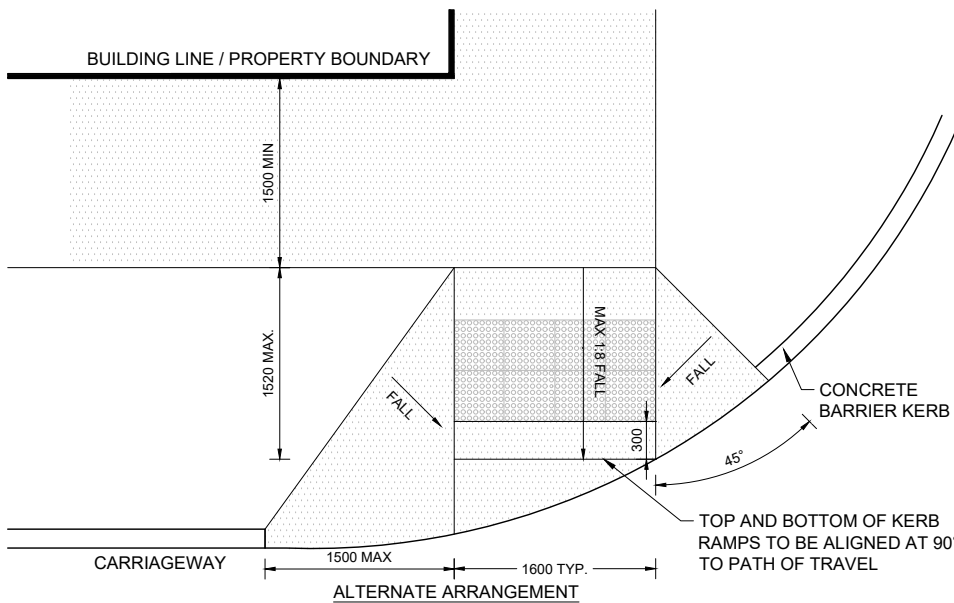 BUILDING LINE / PROPERTY BOUNDARY
1500 MIN
1520 MAX.
MAX 1:8 FALL
FALL
FALL
300
CONCRETE
BARRIER KERB
45°
TOP AND BOTTOM OF KERB
RAMPS TO BE ALIGNED AT 90°
TO PATH OF TRAVEL
CARRIAGEWAY
1500 MAX
1600 TYP.
ALTERNATE ARRANGEMENT